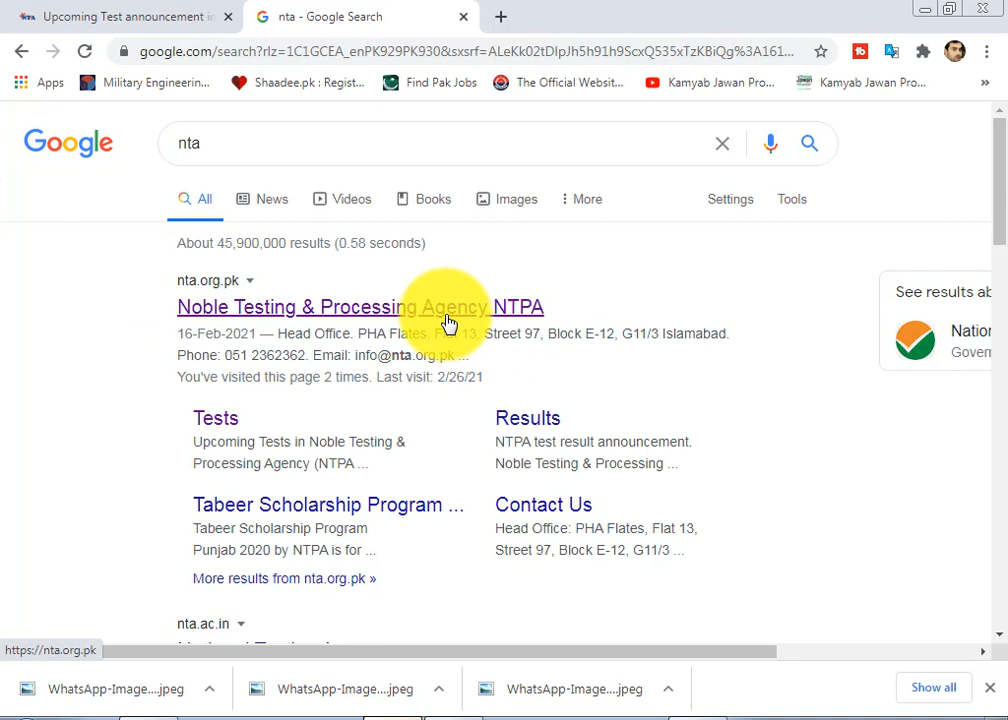 NTA Upcoming Test announcement in
nta - Google Search
google.com/search?rlz=1C1GCEA_enPK929PK930&sxsrf=ALeKk02tDIpJh5h91h9ScxQ535xTzKBiQg%3A161...
Apps Military Engineerin... Shaadee.pk : Regist... Find Pak Jobs The Official Websit... Kamyab Jawan Pro... Kamyab Jawan Pro... »
Google
nta
All News Videos Books Images More Settings Tools
About 45,900,000 results (0.58 seconds)
nta.org.pk
Noble Testing & Processing Agency NTPA
16-Feb-2021 — Head Office. PHA Flates, Flat 13, Street 97, Block E-12, G11/3 Islamabad.
Phone: 051 2362362. Email: info@nta.org.pk ...
You've visited this page 2 times. Last visit: 2/26/21
Tests
Upcoming Tests in Noble Testing &
Processing Agency (NTPA ...
Results
NTPA test result announcement.
Noble Testing & Processing ...
Tabeer Scholarship Program ...
Tabeer Scholarship Program
Punjab 2020 by NTPA is for ...
Contact Us
Head Office: PHA Flates, Flat 13,
Street 97, Block E-12, G11/3 ...
More results from nta.org.pk »
nta.ac.in
See results ab
Nation
Govern
https://nta.org.pk
WhatsApp-Image....jpeg
WhatsApp-Image....jpeg
WhatsApp-Image....jpeg
Show all